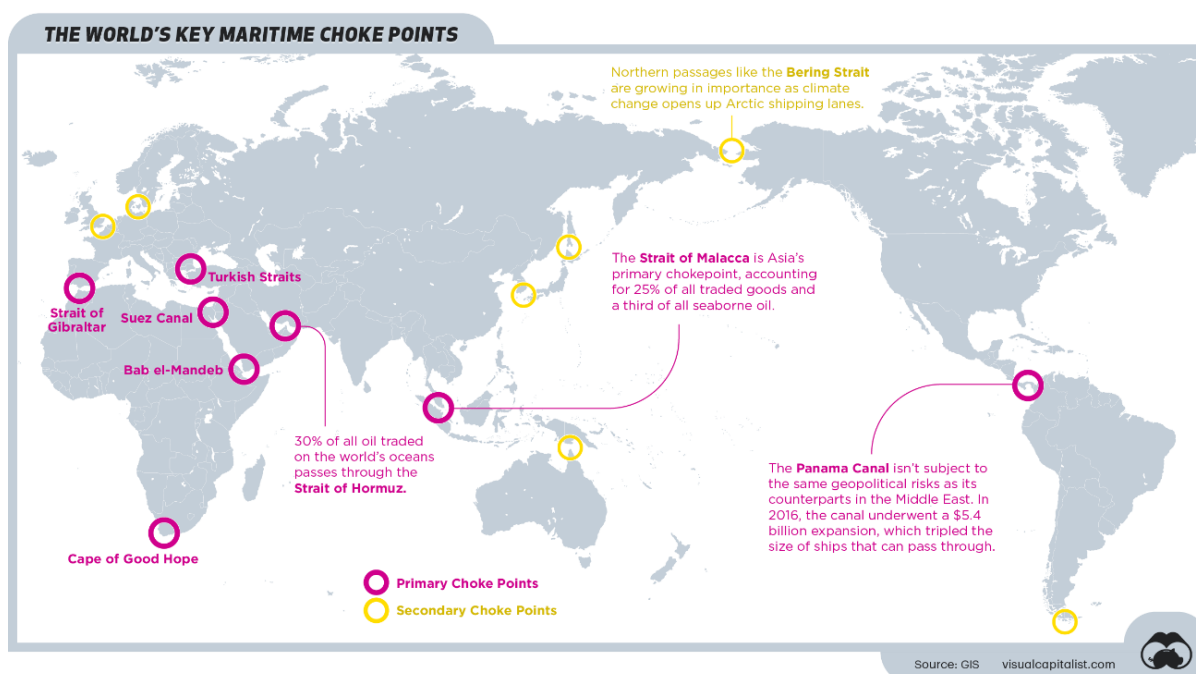 THE WORLD'S KEY MARITIME CHOKE POINTS
Northern passages like the Bering Strait
are growing in importance as climate
change opens up Arctic shipping lanes.
Turkish Straits
Strait of
Gibraltar
Suez Canal
Bab el-Mandeb
The Strait of Malacca is Asia's
primary chokepoint, accounting
for 25% of all traded goods and
a third of all seaborne oil.
30% of all oil traded
on the world's oceans
passes through the
Strait of Hormuz.
The Panama Canal isn't subject to
the same geopolitical risks as its
counterparts in the Middle East. In
2016, the canal underwent a $5.4
billion expansion, which tripled the
size of ships that can pass through.
Cape of Good Hope
Primary Choke Points
Secondary Choke Points
Source: GIS visualcapitalist.com